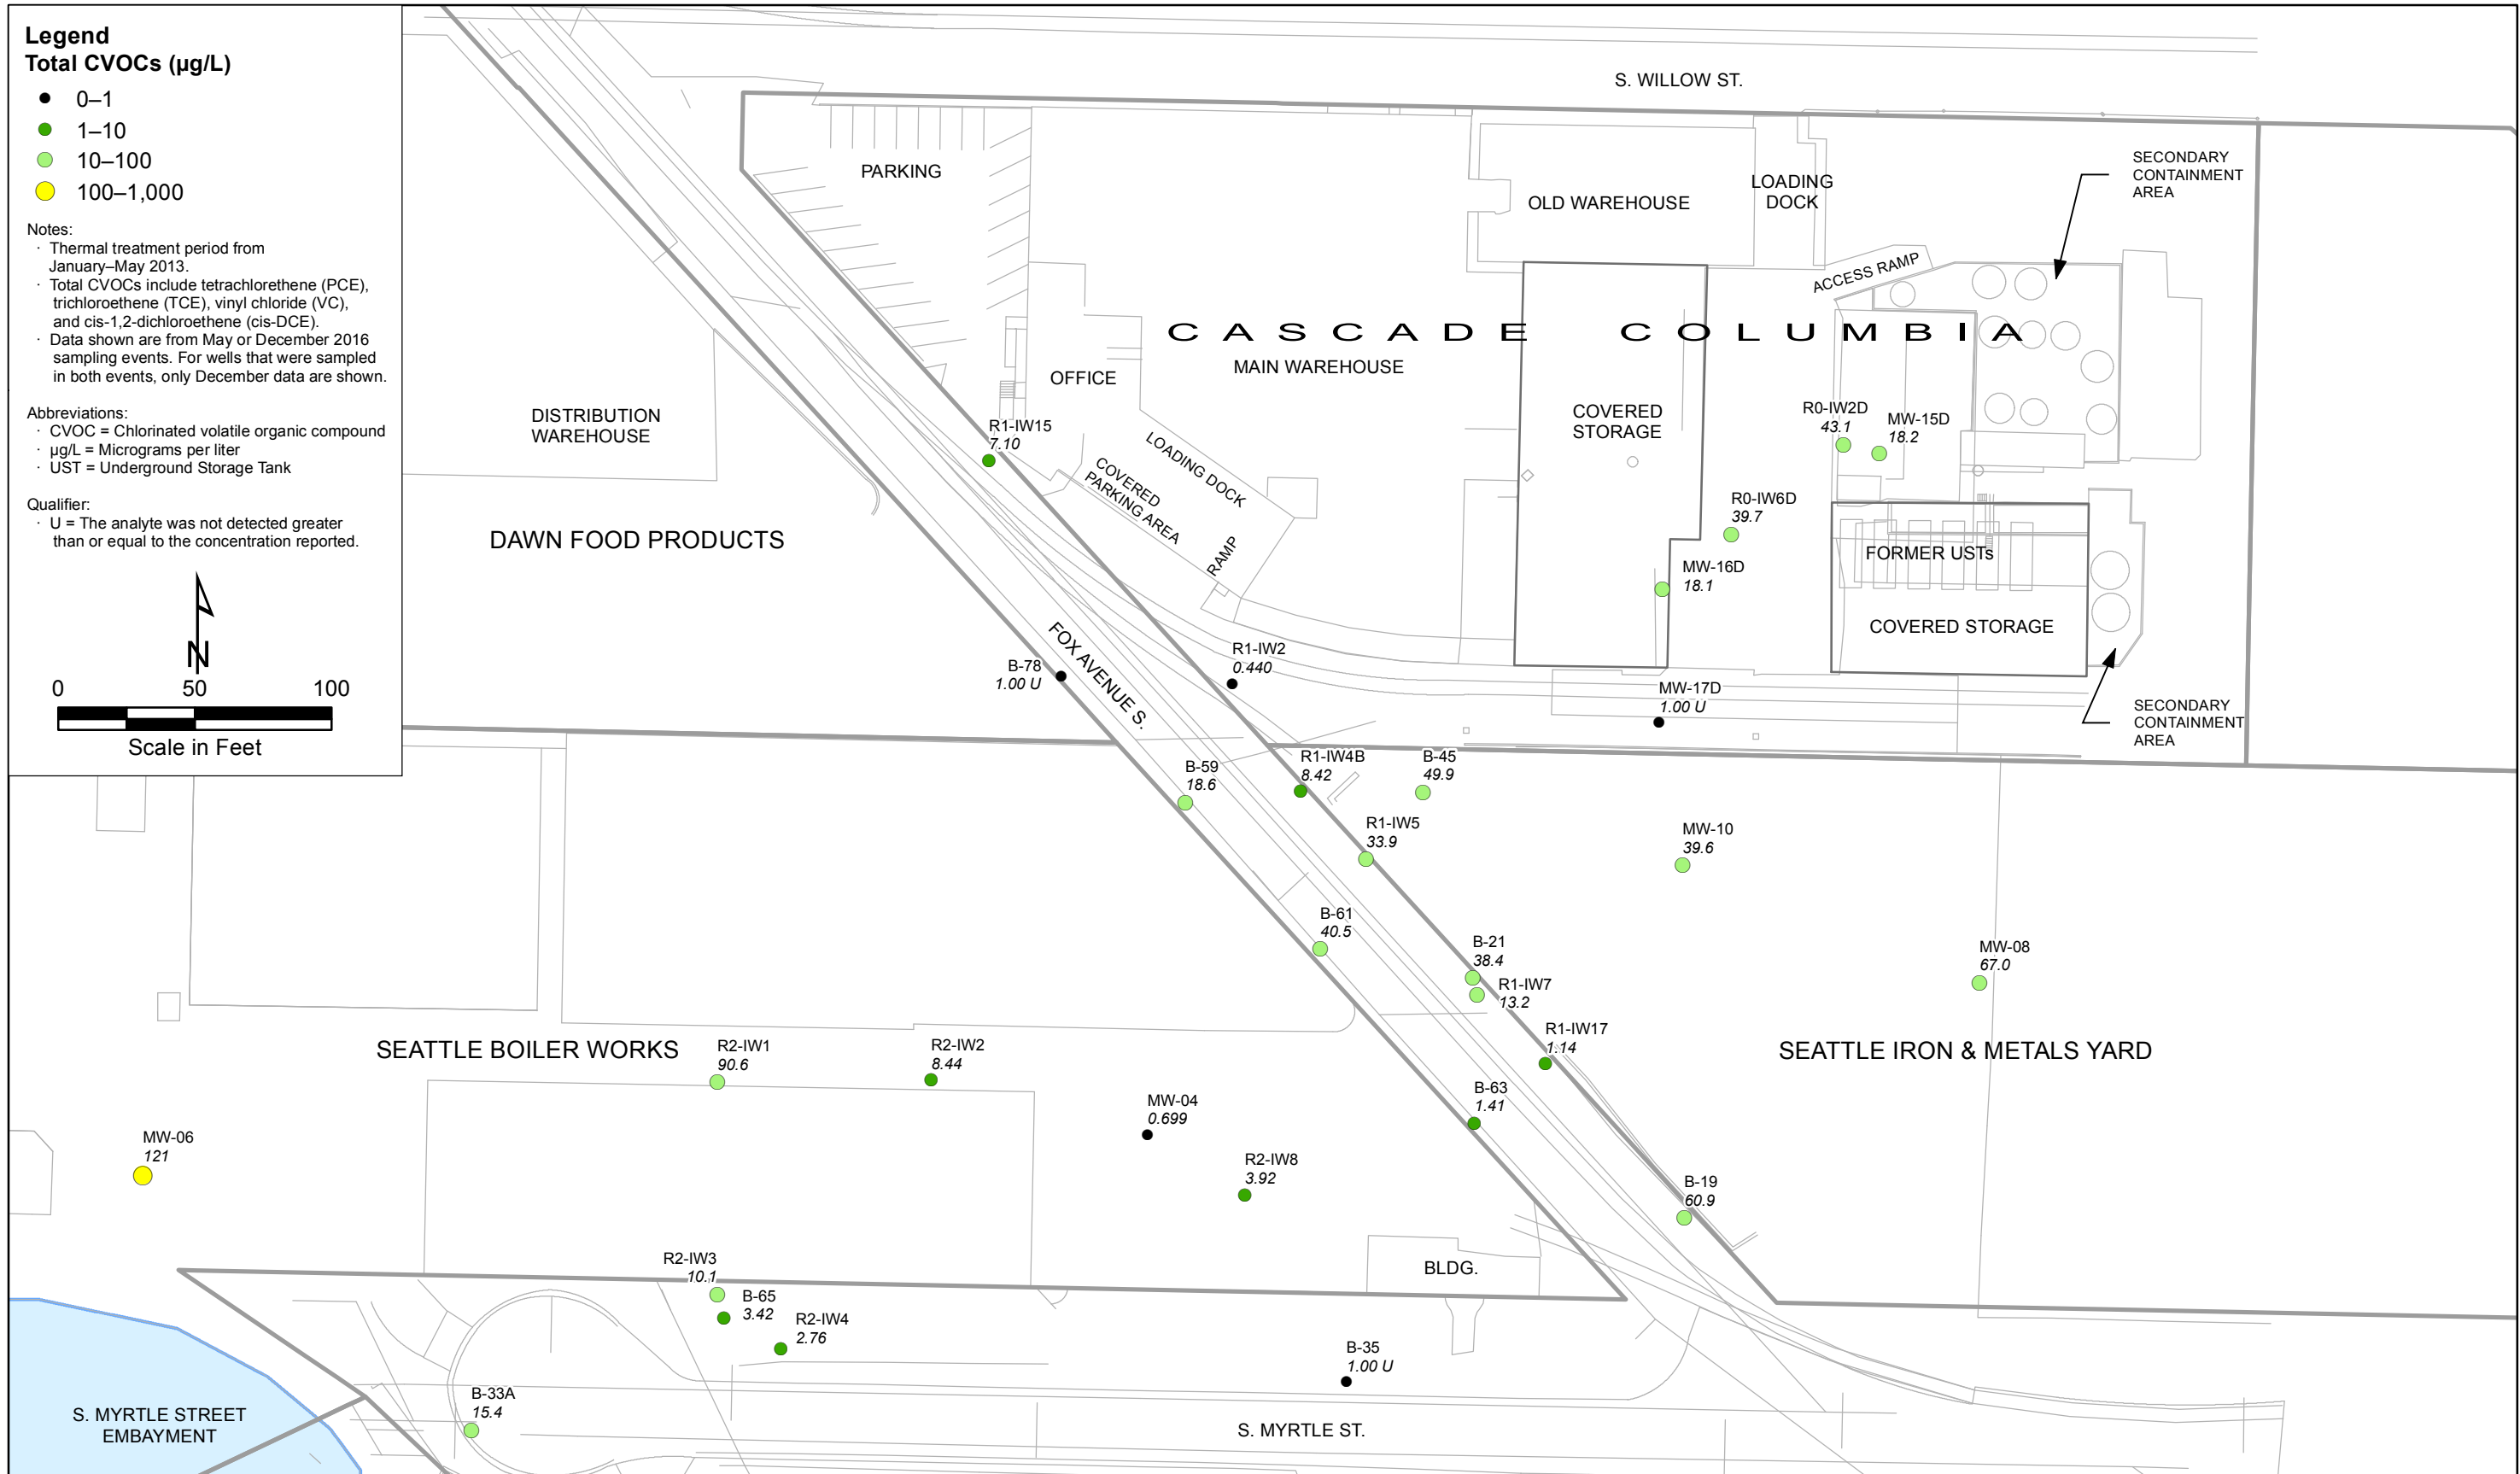 Legend
Total CVOCs (µg/L)
0–1
1–10
10–100
100–1,000
Notes:
· Thermal treatment period from
January–May 2013.
· Total CVOCs include tetrachlorethene (PCE),
trichloroethene (TCE), vinyl chloride (VC),
and cis-1,2-dichloroethene (cis-DCE).
· Data shown are from May or December 2016
sampling events. For wells that were sampled
in both events, only December data are shown.
Abbreviations:
· CVOC = Chlorinated volatile organic compound
· µg/L = Micrograms per liter
· UST = Underground Storage Tank
Qualifier:
· U = The analyte was not detected greater
than or equal to the concentration reported.
N
0 50 100
Scale in Feet
S. WILLOW ST.
PARKING
OLD WAREHOUSE
LOADING
DOCK
SECONDARY
CONTAINMENT
AREA
ACCESS RAMP
CASCADE COLUMBIA
MAIN WAREHOUSE
OFFICE
DISTRIBUTION
WAREHOUSE
COVERED
STORAGE
R0-IW2D
43.1
MW-15D
18.2
R1-IW15
7.10
LOADING DOCK
COVERED
PARKING AREA
RAMP
R0-IW6D
39.7
DAWN FOOD PRODUCTS
FORMER USTs
MW-16D
18.1
COVERED STORAGE
FOX AVENUE S.
B-78
1.00 U
R1-IW2
0.440
MW-17D
1.00 U
SECONDARY
CONTAINMENT
AREA
B-59
18.6
R1-IW4B
8.42
B-45
49.9
R1-IW5
33.9
MW-10
39.6
B-61
40.5
B-21
38.4
MW-08
67.0
R1-IW7
13.2
SEATTLE BOILER WORKS
R2-IW1
90.6
R2-IW2
8.44
R1-IW17
1.14
SEATTLE IRON & METALS YARD
MW-04
0.699
B-63
1.41
MW-06
121
R2-IW8
3.92
B-19
60.9
R2-IW3
10.1
BLDG.
B-65
3.42
R2-IW4
2.76
B-35
1.00 U
B-33A
15.4
S. MYRTLE STREET
EMBAYMENT
S. MYRTLE ST.